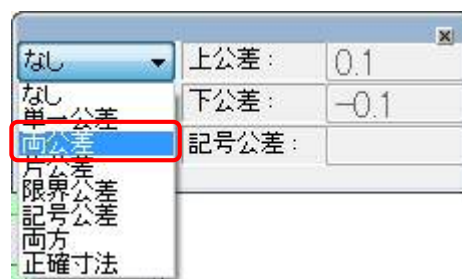 なし 上公差： 0.1
なし 下公差： -0.1
単一公差
両公差 記号公差：
片公差
限界公差
記号公差
両方
正確寸法